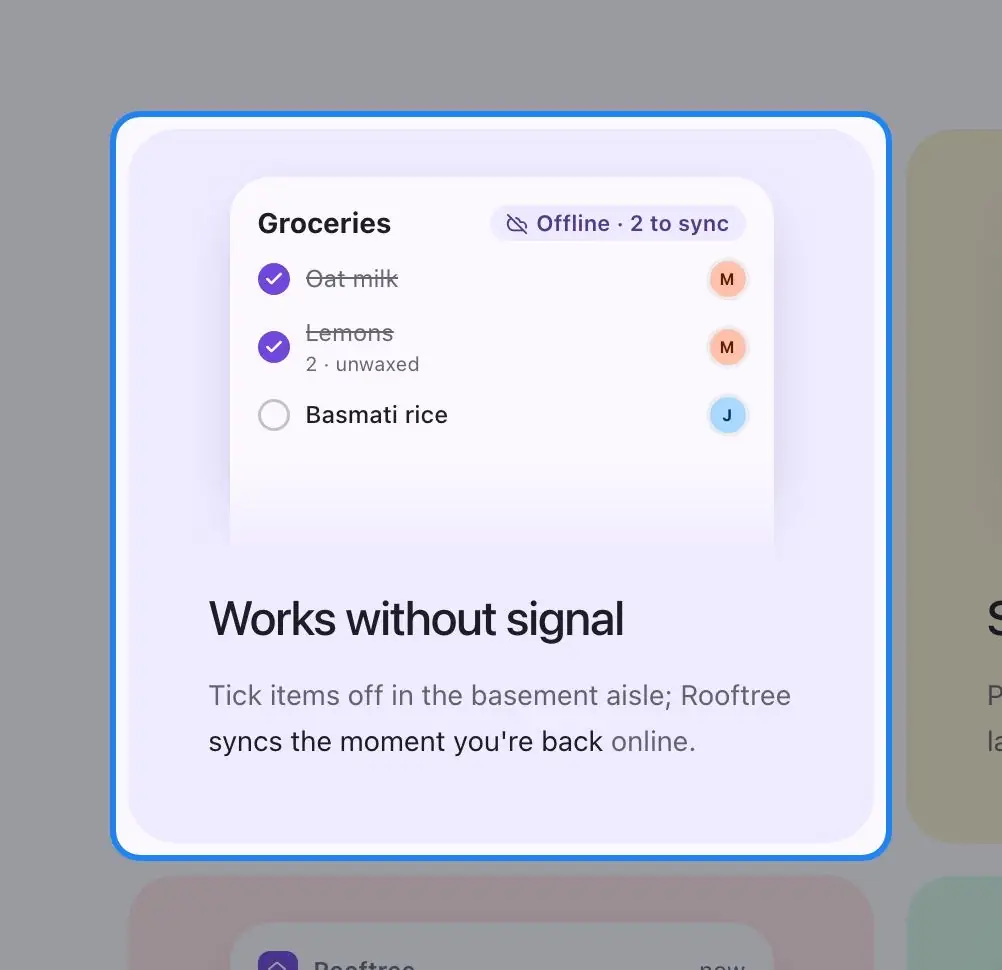 Groceries
Offline · 2 to sync
Oat milk
M
Lemons
2 · unwaxed
M
Basmati rice
J
Works without signal
Tick items off in the basement aisle; Rooftree
syncs the moment you're back online.
Rooftree
now